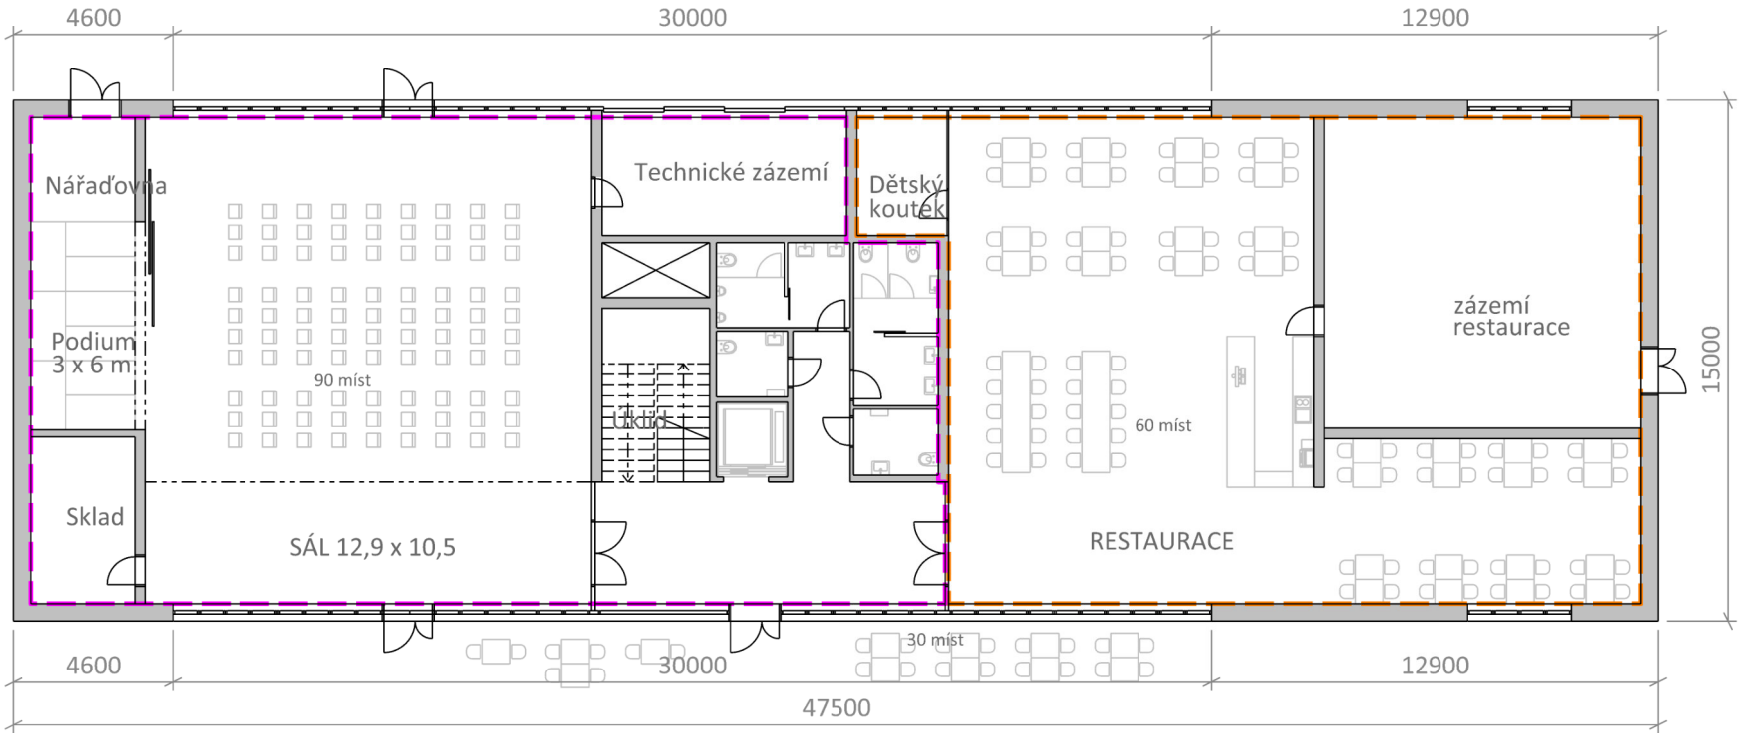 4600
30000
12900
Nářaďovna
Technické zázemí
Dětský
koutek
zázemí
restaurace
Podium
3 x 6 m
90 míst
Úklid
60 míst
15000
Sklad
SÁL 12,9 x 10,5
RESTAURACE
30 míst
4600
30000
12900
47500